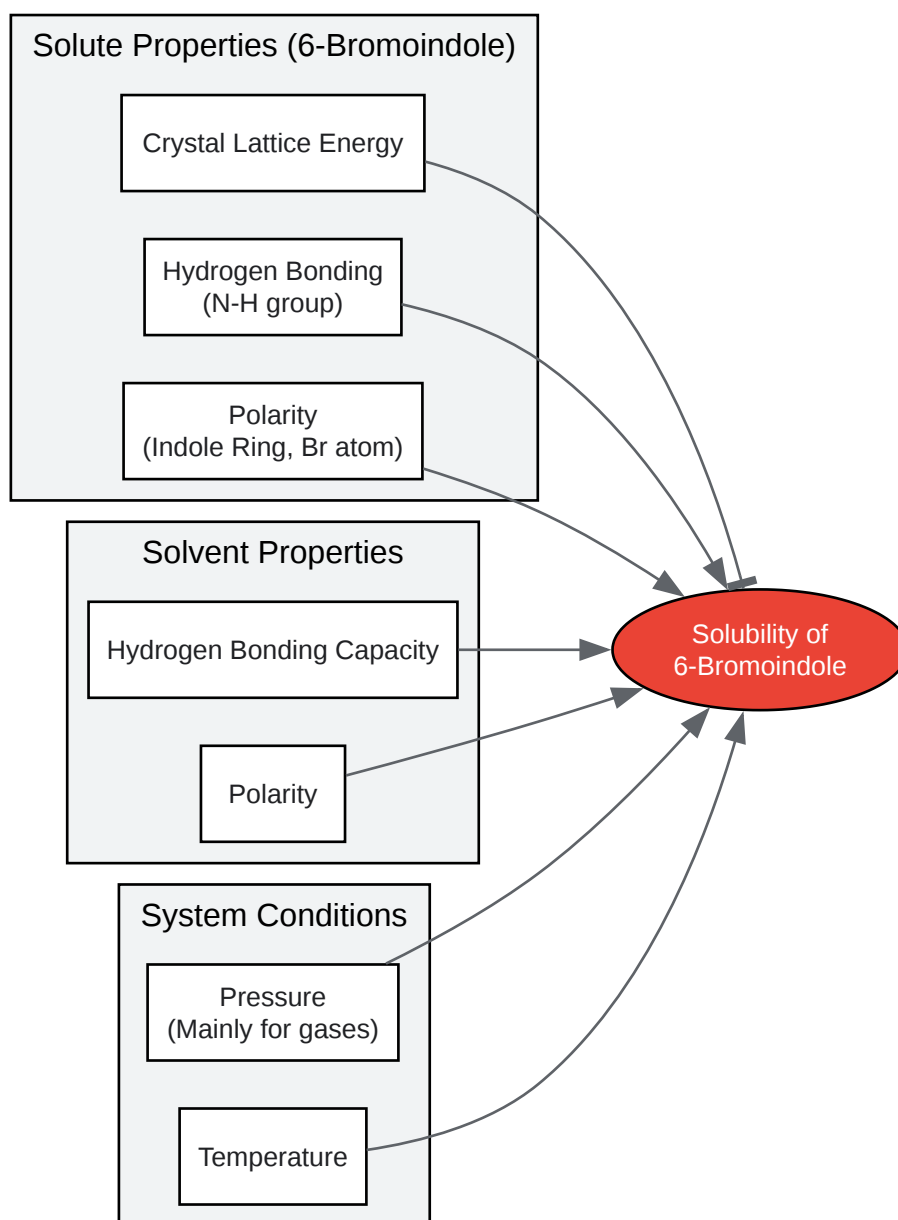 Solute Properties (6-Bromoindole)
Crystal Lattice Energy
Hydrogen Bonding
(N-H group)
Polarity
(Indole Ring, Br atom)
Solvent Properties
Hydrogen Bonding Capacity
Polarity
System Conditions
Pressure
(Mainly for gases)
Temperature
Solubility of
6-Bromoindole